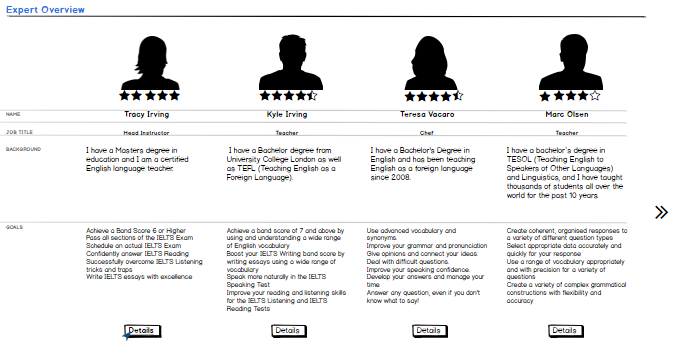 Expert Overview
NAME
Tracy Irving
Kyle Irving
Teresa Vacaro
Marc Olsen
JOB TITLE
Head Instructor
Teacher
Chef
Teacher
BACKGROUND
I have a Masters degree in
education and I am a certified
English language teacher.
I have a Bachelor degree from
University College London as well
as TEFL (Teaching English as a
Foreign Language).
I have a Bachelor's Degree in
English and has been teaching
English as a foreign language
since 2008.
I have a bachelor's degree in
TESOL (Teaching English to
Speakers of Other Languages)
and Linguistics, and I have taught
thousands of students all over the
world for the past 10 years.
GOALS
Achieve a Band Score 6 or Higher
Pass all sections of the IELTS Exam
Schedule an actual IELTS Exam
Confidently answer IELTS Reading
Successfully overcome IELTS Listening
tricks and traps
Write IELTS essays with excellence
Achieve a band score of 7 and above by
using and understanding a wide range
of English vocabulary
Boost your IELTS Writing band score by
writing essays using a wide range of
vocabulary
Speak more naturally in the IELTS
Speaking Test
Improve your reading and listening skills
for the IELTS Listening and IELTS
Reading Tests
Use advanced vocabulary and
synonyms.
Improve your grammar and pronunciation
Give opinions and connect your ideas.
Deal with difficult questions.
Improve your speaking confidence.
Develop your answers and manage your
time.
Answer any question, even if you don't
know what to say!
Create coherent, organised responses to
a variety of different question types
Select appropriate data accurately and
quickly for your response
Use a range of vocabulary appropriately
and with precision for a variety of
questions
Create a variety of complex grammatical
constructions with flexibility and
accuracy
Details
Details
Details
Details